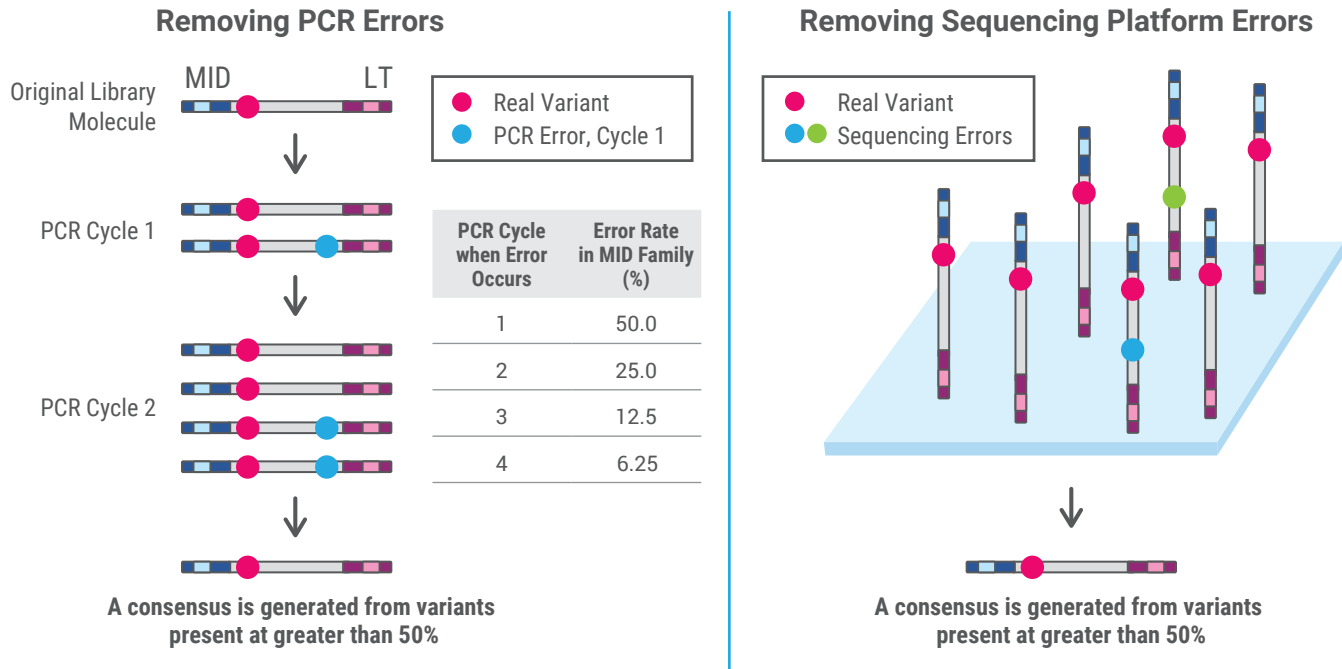 Removing PCR Errors
MID
LT
Original Library
Molecule
PCR Cycle 1
PCR Cycle 2
Real Variant
PCR Error, Cycle 1
PCR Cycle
when Error
Occurs
Error Rate
in MID Family
(%)
1 50.0
2 25.0
3 12.5
4 6.25
A consensus is generated from variants
present at greater than 50%
Removing Sequencing Platform Errors
Real Variant
Sequencing Errors
A consensus is generated from variants
present at greater than 50%